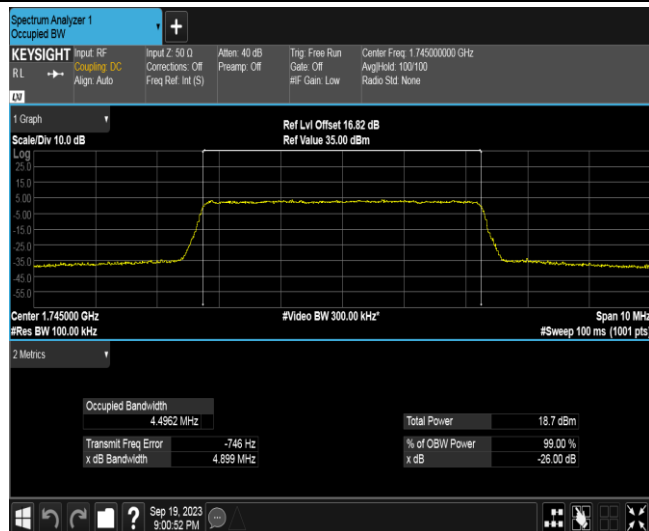 Spectrum Analyzer 1
Occupied BW
+
KEYSIGHT
RL
Input: RF
Coupling: DC
Align: Auto
Input Z: 50 Ω
Corrections: Off
Freq Ref: Int (S)
Atten: 40 dB
Preamp: Off
Trig: Free Run
Gate: Off
#IF Gain: Low
Center Freq: 1.745000000 GHz
Avg|Hold: 100/100
Radio Std: None
1 Graph
Scale/Div 10.0 dB
Ref Lvl Offset 16.82 dB
Ref Value 35.00 dBm
Log
25.0
15.0
5.00
-5.00
-15.0
-25.0
-35.0
-45.0
-55.0
Center 1.745000 GHz
#Res BW 100.00 kHz
#Video BW 300.00 kHz*
Span 10 MHz
#Sweep 100 ms (1001 pts)
2 Metrics
Occupied Bandwidth
4.4962 MHz
Total Power 18.7 dBm
Transmit Freq Error -746 Hz
% of OBW Power 99.00 %
x dB Bandwidth 4.899 MHz
x dB -26.00 dB
?
Sep 19, 2023
9:00:52 PM